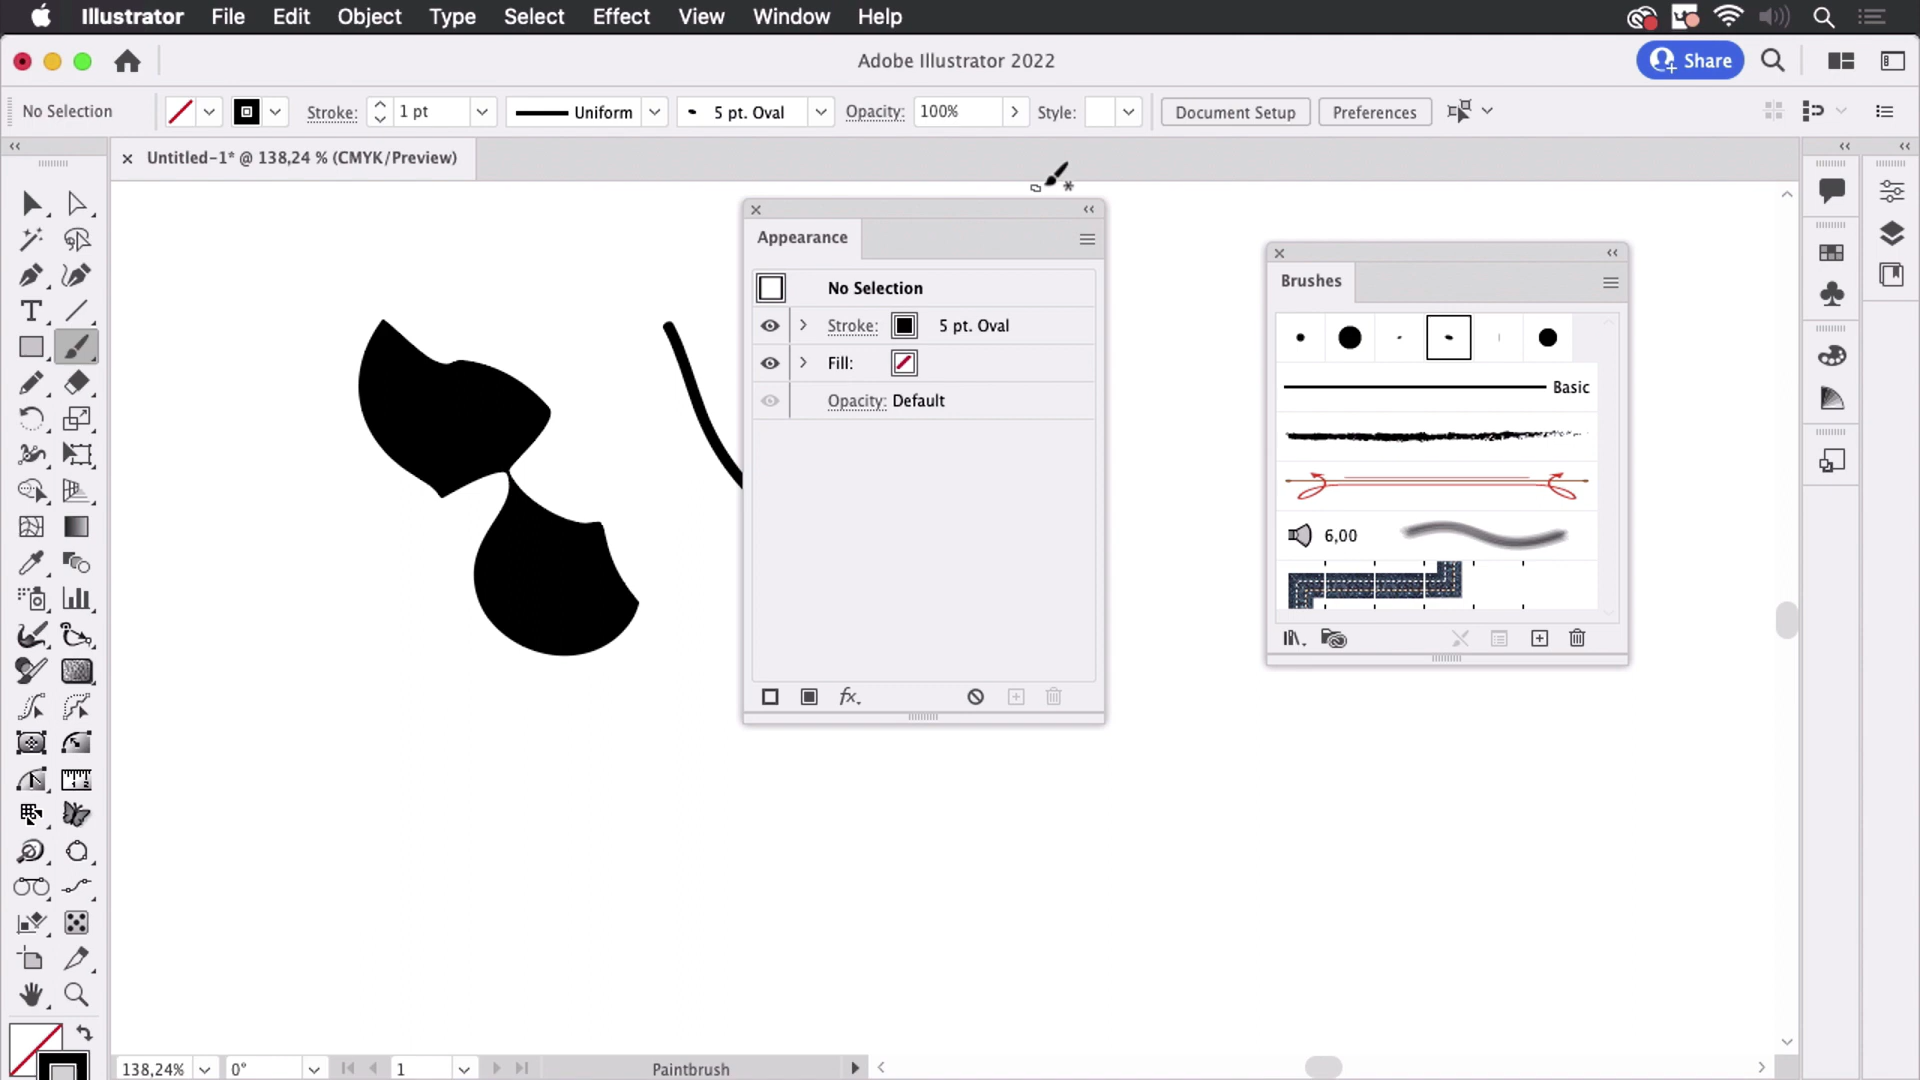 Illustrator File Edit Object Type Select Effect View Window Help
Adobe Illustrator 2022
Share
No Selection
Stroke: 1 pt Uniform 5 pt. Oval Opacity: 100% Style: Document Setup Preferences
Untitled-1* @ 138,24 % (CMYK/Preview)
Appearance
No Selection
Stroke: 5 pt. Oval
Fill:
Opacity: Default
fx
Brushes
Basic
6,00
138,24% 0° 1 Paintbrush